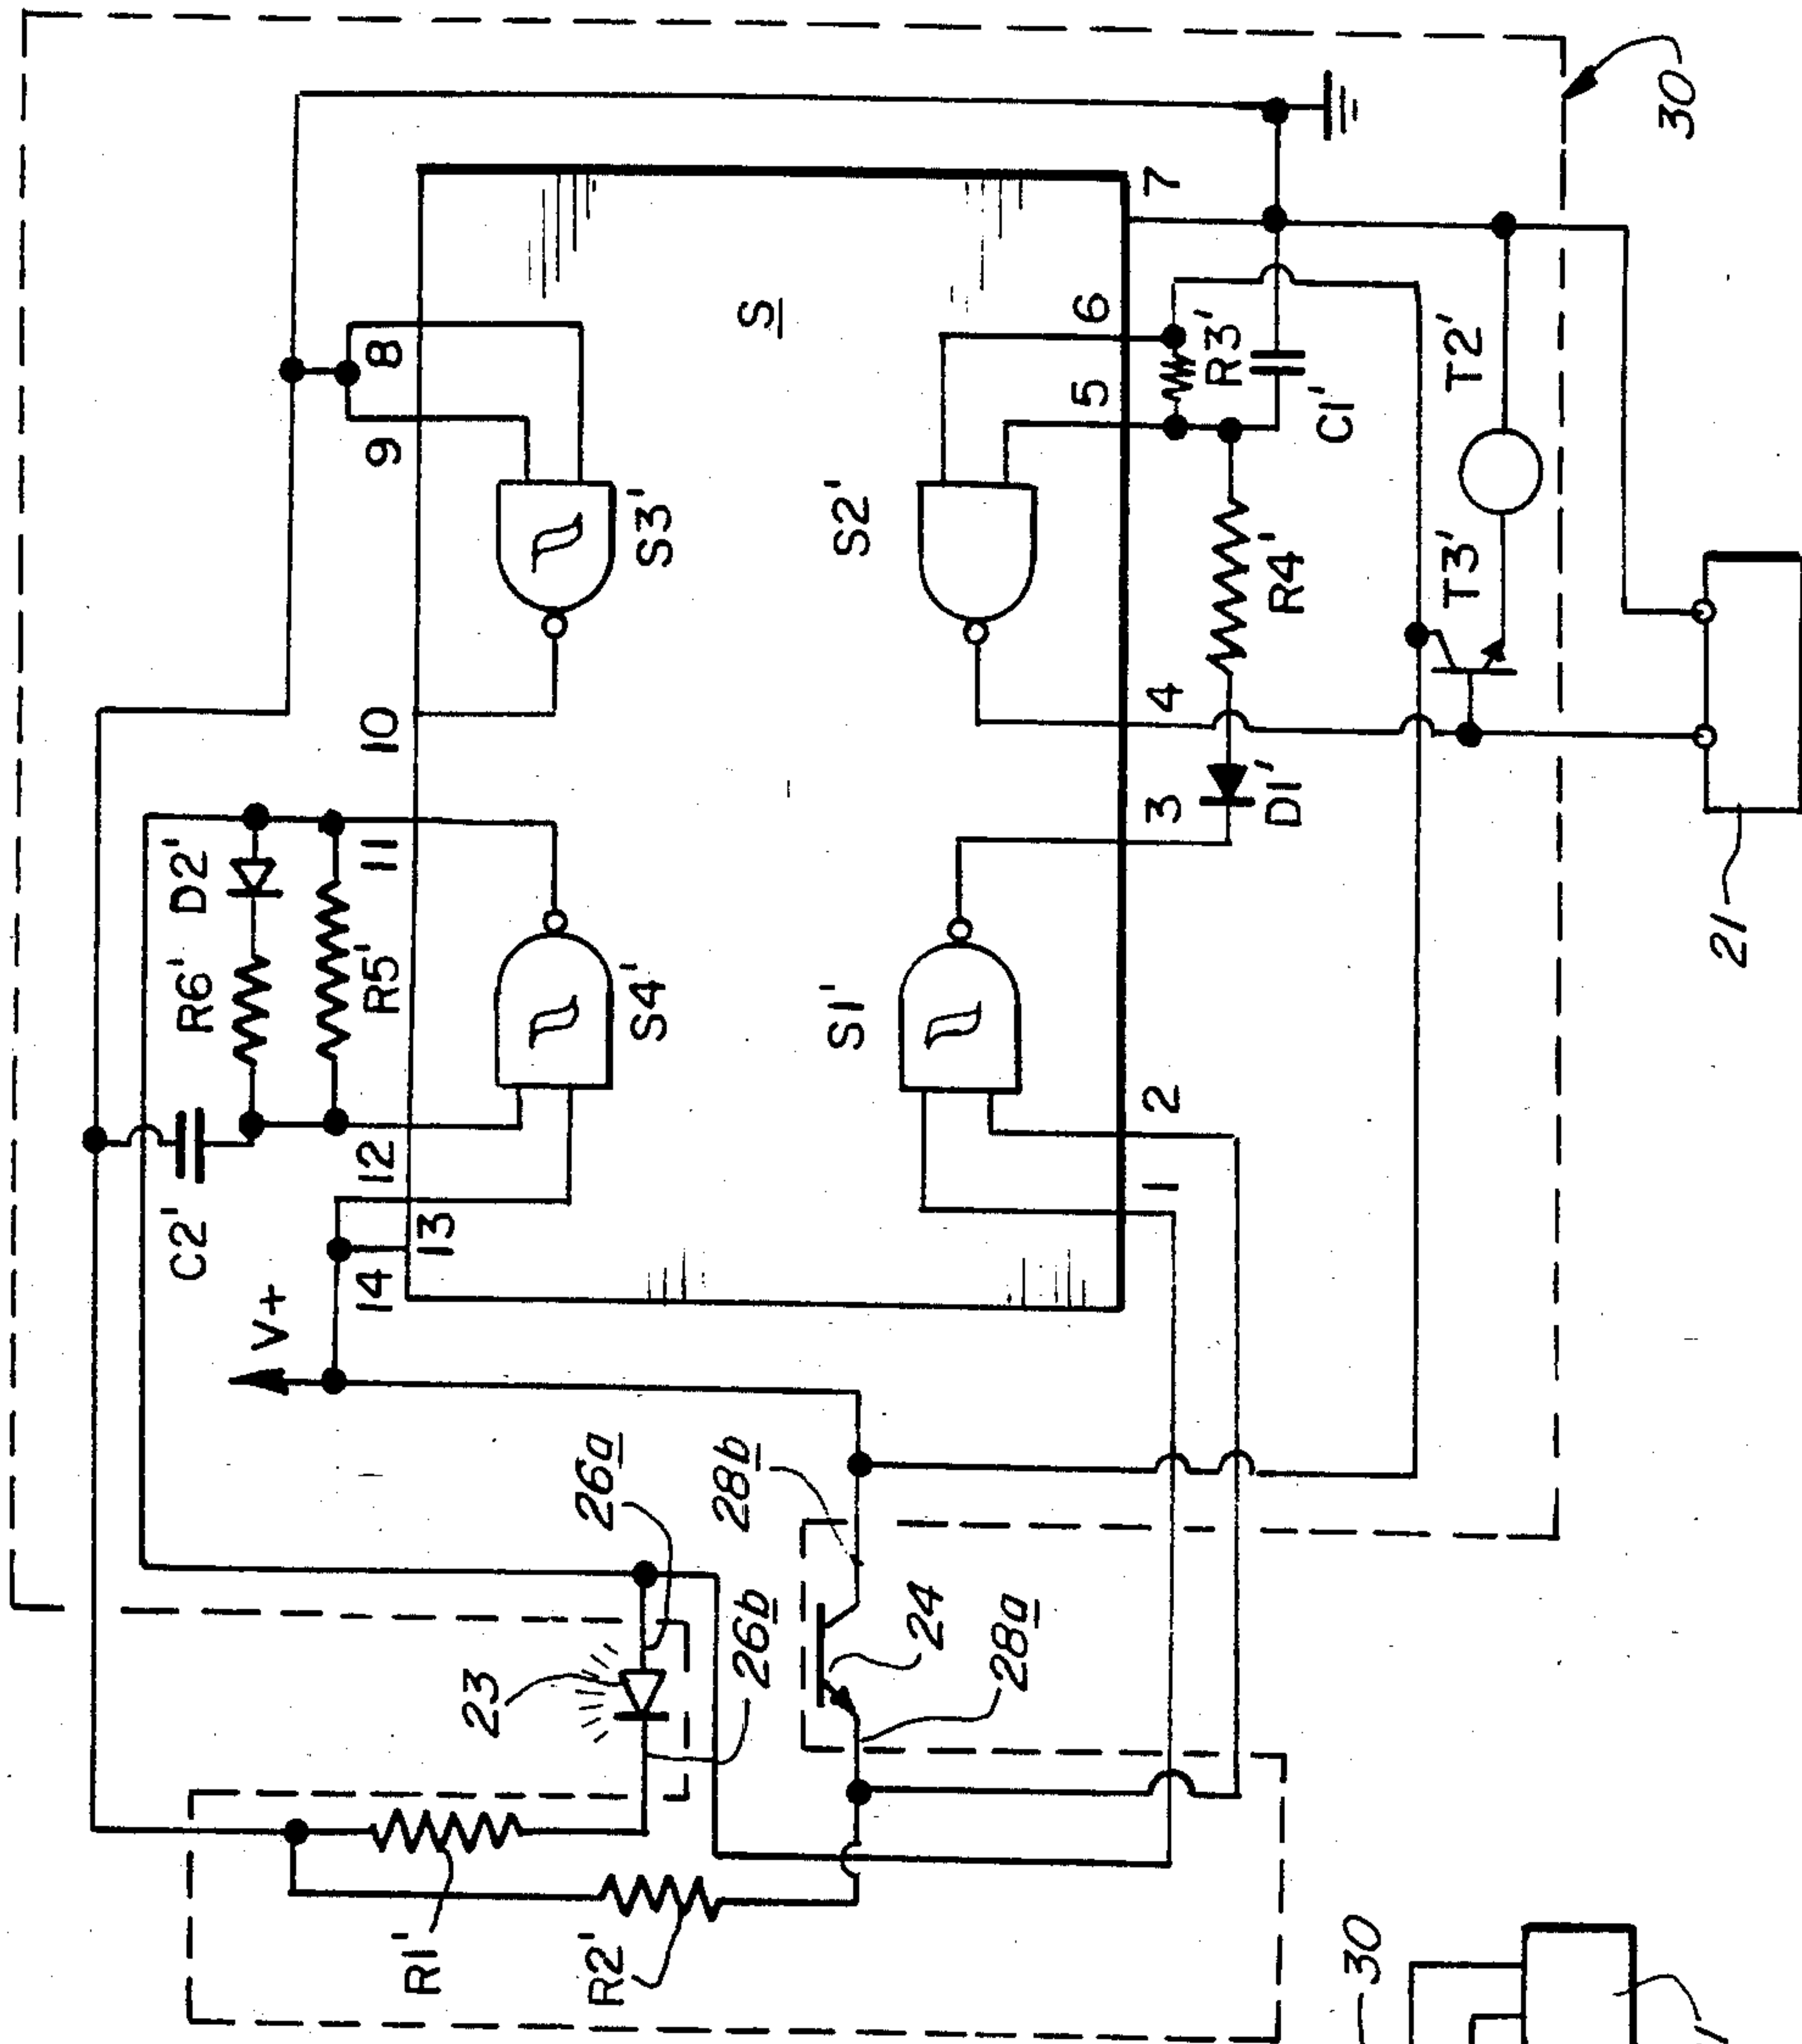 30
7
8
S
6
R3'
T2'
9
5
C1'
S3'
S2'
T3'
R4'
10
4
D2'
11
3
D1'
21
R6'
R5'
S4'
S1'
12
2
C2'
13
1
14
V+
26a
28b
23
26b
24
28a
R1'
R2'
30